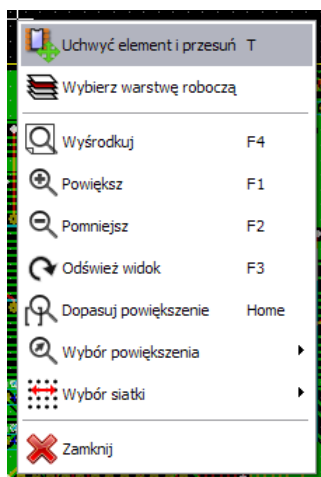 Uchwyć element i przesuń T
Wybierz warstwę roboczą
Wyśrodkuj F4
Powiększ F1
Pomniejsz F2
Odśwież widok F3
Dopasuj powiększenie Home
Wybór powiększenia
Wybór siatki
Zamknij